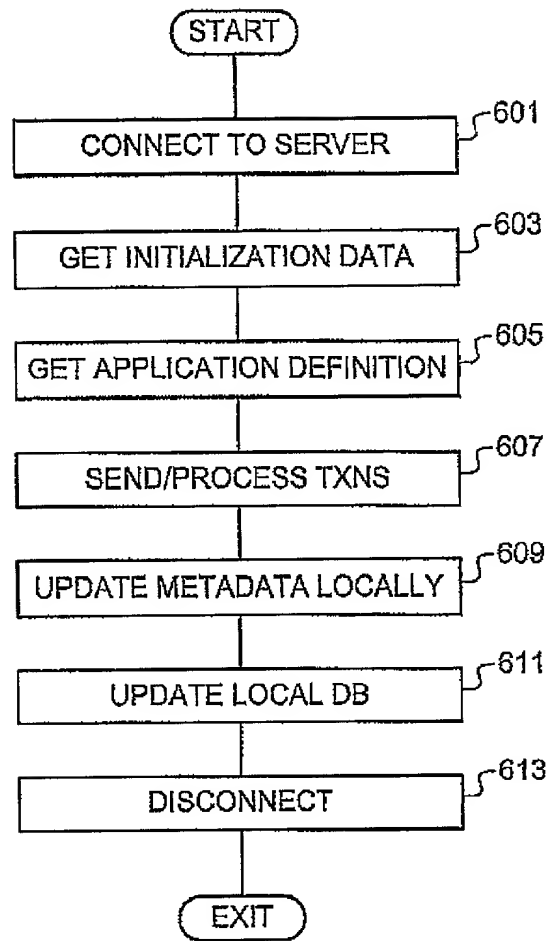 START
601
CONNECT TO SERVER
603
GET INITIALIZATION DATA
605
GET APPLICATION DEFINITION
607
SEND/PROCESS TXNS
609
UPDATE METADATA LOCALLY
611
UPDATE LOCAL DB
613
DISCONNECT
EXIT